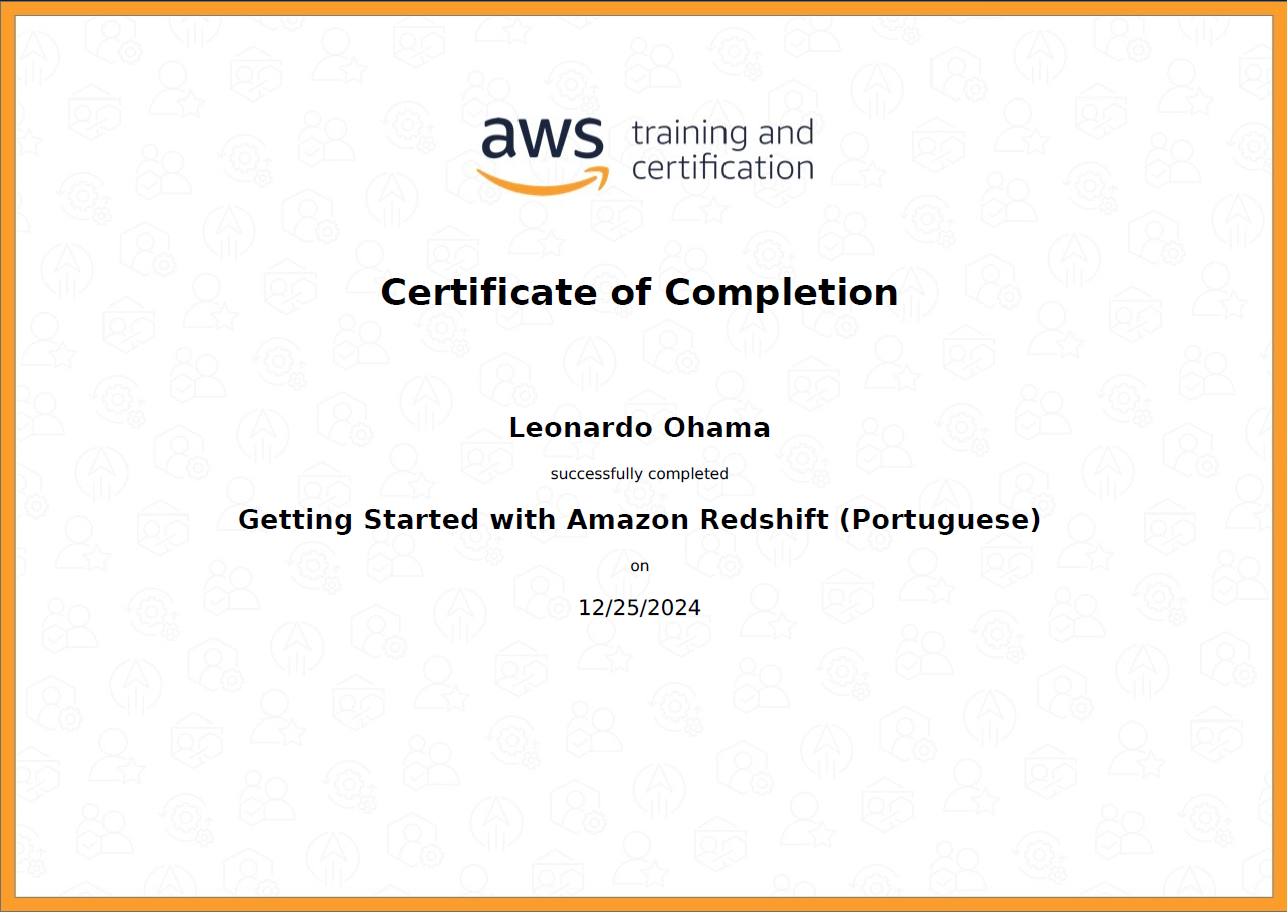 aws training and
certification
Certificate of Completion
Leonardo Ohama
successfully completed
Getting Started with Amazon Redshift (Portuguese)
on
12/25/2024